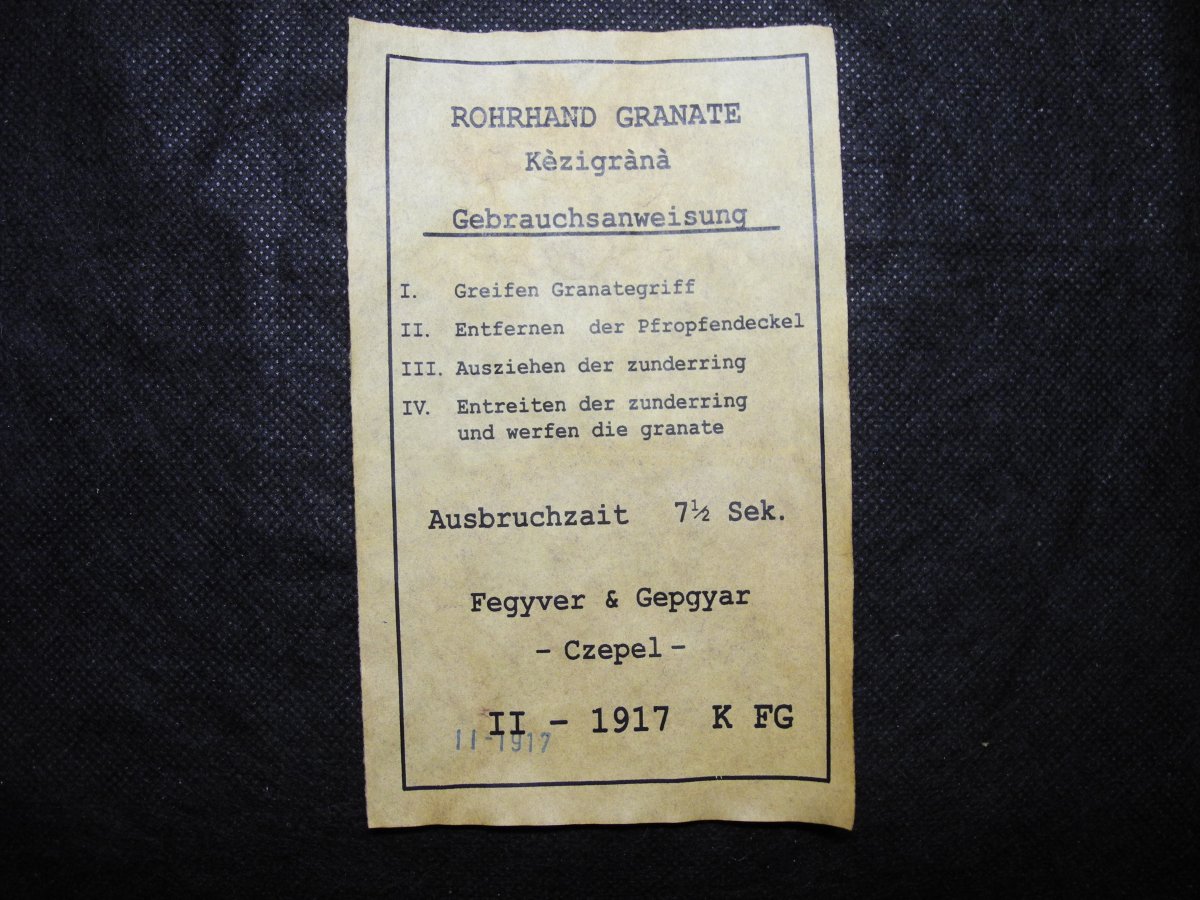 ROHRHAND GRANATE
Kèzigrànà
Gebrauchsanweisung
I. Greifen Granategriff
II. Entfernen der Pfropfendeckel
III. Ausziehen der zunderring
IV. Entreiten der zunderring
und werfen die granate
Ausbruchzait 7½ Sek.
Fegyver & Gepgyar
- Czepel -
II - 1917 K FG
II-1917